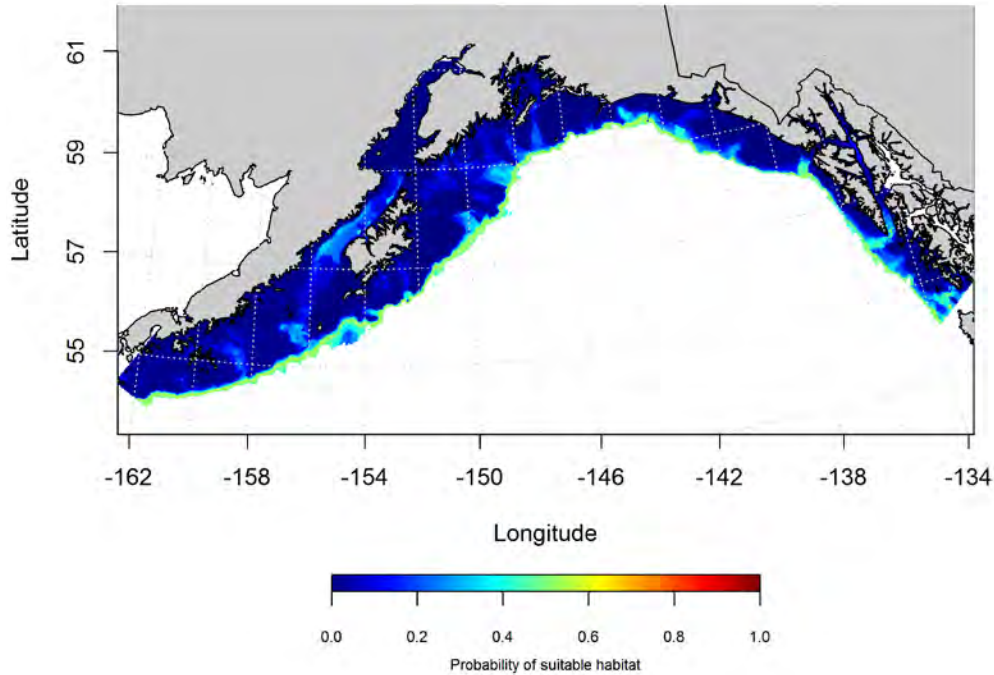 61
59
57
55
Latitude
-162 -158 -154 -150 -146 -142 -138 -134
Longitude
0.0 0.2 0.4 0.6 0.8 1.0
Probability of suitable habitat